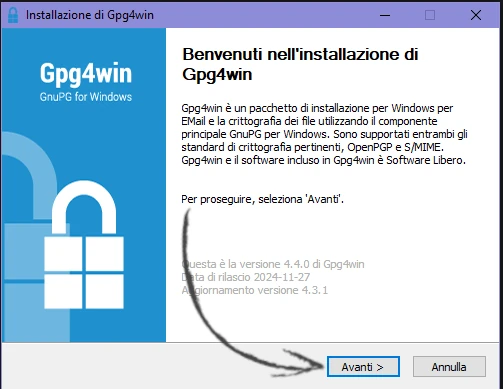 Installazione di Gpg4win
Gpg4win
GnuPG for Windows
Benvenuti nell'installazione di
Gpg4win
Gpg4win è un pacchetto di installazione per Windows per
EMail e la crittografia dei file utilizzando il componente
principale GnuPG per Windows. Sono supportati entrambi gli
standard di crittografia pertinenti, OpenPGP e S/MIME.
Gpg4win e il software incluso in Gpg4win è Software Libero.
Per proseguire, seleziona 'Avanti'.
Questa è la versione 4.4.0 di Gpg4win
Data di rilascio 2024-11-27
Aggiornamento versione 4.3.1
Avanti >
Annulla